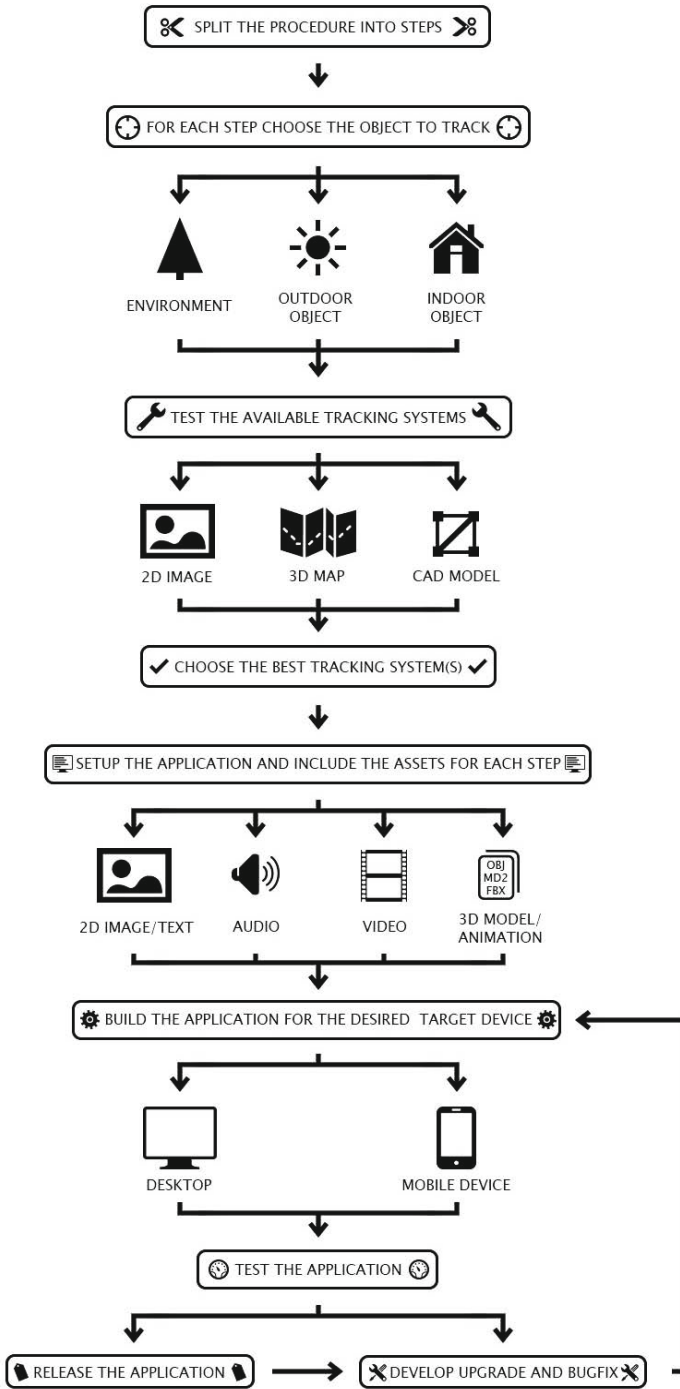 SPLIT THE PROCEDURE INTO STEPS
FOR EACH STEP CHOOSE THE OBJECT TO TRACK
ENVIRONMENT
OUTDOOR
OBJECT
INDOOR
OBJECT
TEST THE AVAILABLE TRACKING SYSTEMS
2D IMAGE
3D MAP
CAD MODEL
CHOOSE THE BEST TRACKING SYSTEM(S)
SETUP THE APPLICATION AND INCLUDE THE ASSETS FOR EACH STEP
OBJ
MD2
FBX
2D IMAGE/TEXT
AUDIO
VIDEO
3D MODEL/
ANIMATION
BUILD THE APPLICATION FOR THE DESIRED TARGET DEVICE
DESKTOP
MOBILE DEVICE
TEST THE APPLICATION
RELEASE THE APPLICATION
DEVELOP UPGRADE AND BUGFIX